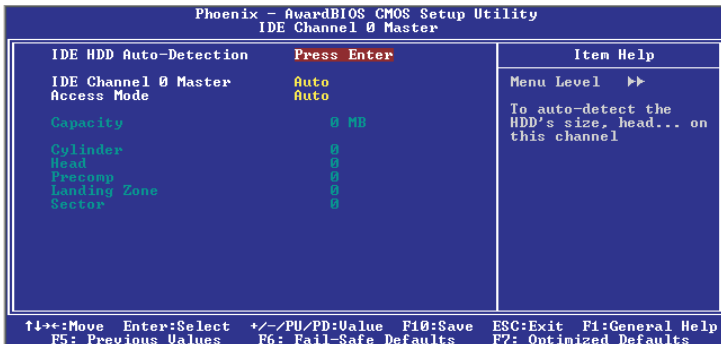 Phoenix - AwardBIOS CMOS Setup Utility
IDE Channel 0 Master
IDE HDD Auto-Detection Press Enter
IDE Channel 0 Master Auto
Access Mode Auto
Capacity 0 MB
Cylinder 0
Head 0
Precomp 0
Landing Zone 0
Sector 0
Item Help
Menu Level ▸▸
To auto-detect the
HDD's size, head... on
this channel
↑↓→←:Move Enter:Select +/-/PU/PD:Value F10:Save ESC:Exit F1:General Help
F5: Previous Values F6: Fail-Safe Defaults F7: Optimized Defaults